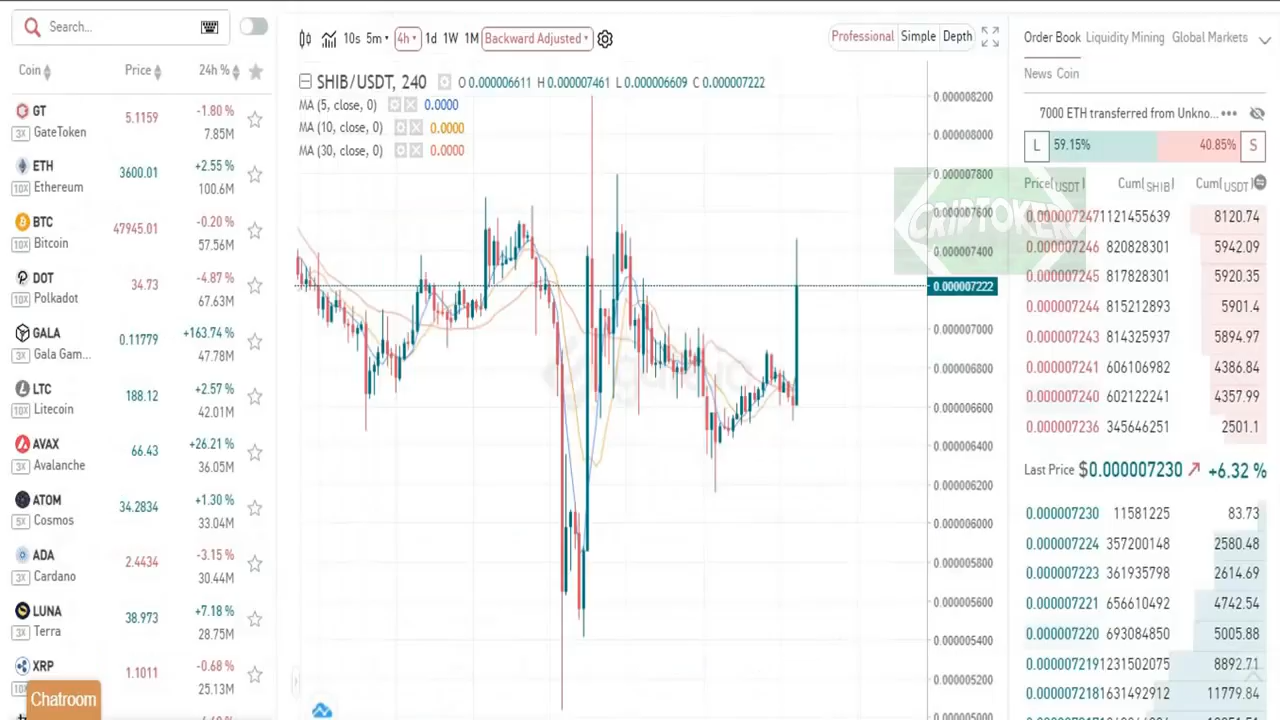 Search...
Coin Price 24h %
GT 5.1159 -1.80 %
3X GateToken 7.85M
ETH 3600.01 +2.55 %
10X Ethereum 100.6M
BTC 47945.01 -0.20 %
10X Bitcoin 57.56M
DOT 34.73 -4.87 %
10X Polkadot 67.63M
GALA 0.11779 +163.74 %
3X Gala Gam... 47.78M
LTC 188.12 +2.57 %
10X Litecoin 42.01M
AVAX 66.43 +26.21 %
3X Avalanche 36.05M
ATOM 34.2834 +1.30 %
5X Cosmos 33.04M
ADA 2.4434 -3.15 %
3X Cardano 30.44M
LUNA 38.973 +7.18 %
3X Terra 28.75M
XRP 1.1011 -0.68 %
10X 25.13M
Chatroom
10s 5m 4h 1d 1W 1M Backward Adjusted
Professional Simple Depth
SHIB/USDT, 240 O 0.000006611 H 0.000007461 L 0.000006609 C 0.000007222
MA (5, close, 0) 0.0000
MA (10, close, 0) 0.0000
MA (30, close, 0) 0.0000
0.000008200
0.000008000
0.000007800
0.000007600
0.000007400
0.000007222
0.000007000
0.000006800
0.000006600
0.000006400
0.000006200
0.000006000
0.000005800
0.000005600
0.000005400
0.000005200
0.000005000
CRIPTOKER
Order Book Liquidity Mining Global Markets
News Coin
7000 ETH transferred from Unkno...
L 59.15% 40.85% S
Price(USDT) Cum(SHIB) Cum(USDT)
0.000007247 1121455639 8120.74
0.000007246 820828301 5942.09
0.000007245 817828301 5920.35
0.000007244 815212893 5901.4
0.000007243 814325937 5894.97
0.000007241 606106982 4386.84
0.000007240 602122241 4357.99
0.000007236 345646251 2501.1
Last Price $0.000007230 +6.32 %
0.000007230 11581225 83.73
0.000007224 357200148 2580.48
0.000007223 361935798 2614.69
0.000007221 656610492 4742.54
0.000007220 693084850 5005.88
0.000007219 1231502075 8892.71
0.000007218 1631492912 11779.84